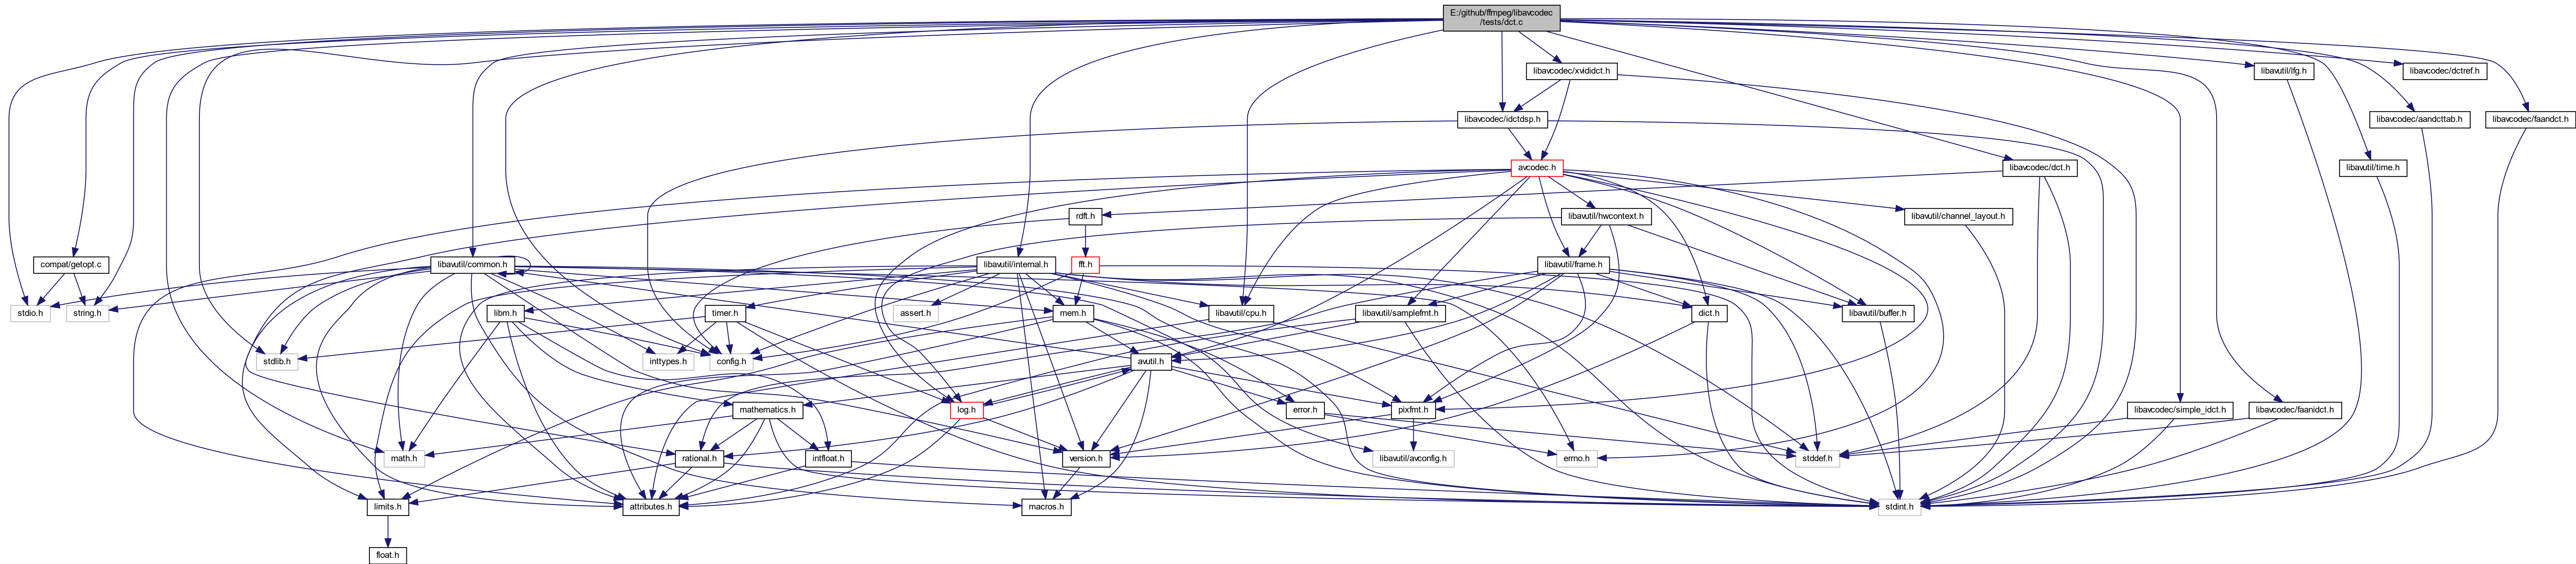 E:/github/ffmpeg/libavcodec
/tests/dct.c
libavcodec/xvididct.h
libavutil/lfg.h
libavcodec/dctref.h
libavcodec/idctdsp.h
libavcodec/aandcttab.h
libavcodec/faandct.h
avcodec.h
libavcodec/dct.h
libavutil/time.h
rdft.h
libavutil/hwcontext.h
libavutil/channel_layout.h
compat/getopt.c
libavutil/common.h
libavutil/internal.h
fft.h
libavutil/frame.h
stdio.h
string.h
libm.h
timer.h
assert.h
mem.h
libavutil/cpu.h
libavutil/samplefmt.h
dict.h
libavutil/buffer.h
stdlib.h
inttypes.h
config.h
avutil.h
mathematics.h
log.h
error.h
pixfmt.h
libavcodec/simple_idct.h
libavcodec/faanidct.h
math.h
rational.h
intfloat.h
version.h
libavutil/avconfig.h
errno.h
stddef.h
limits.h
attributes.h
macros.h
stdint.h
float.h